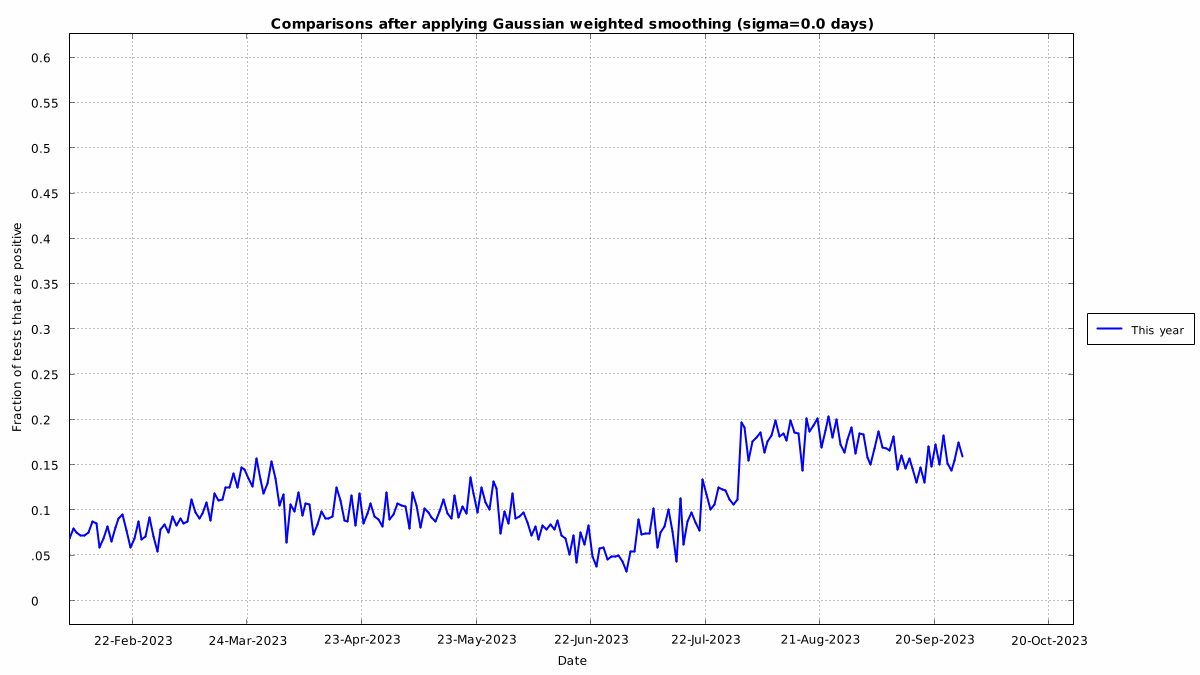 Comparisons after applying Gaussian weighted smoothing (sigma=0.0 days)
0.6
0.55
0.5
0.45
0.4
0.35
0.3
0.25
0.2
0.15
0.1
.05
0
Fraction of tests that are positive
22-Feb-2023 24-Mar-2023 23-Apr-2023 23-May-2023 22-Jun-2023 22-Jul-2023 21-Aug-2023 20-Sep-2023 20-Oct-2023
Date
This year